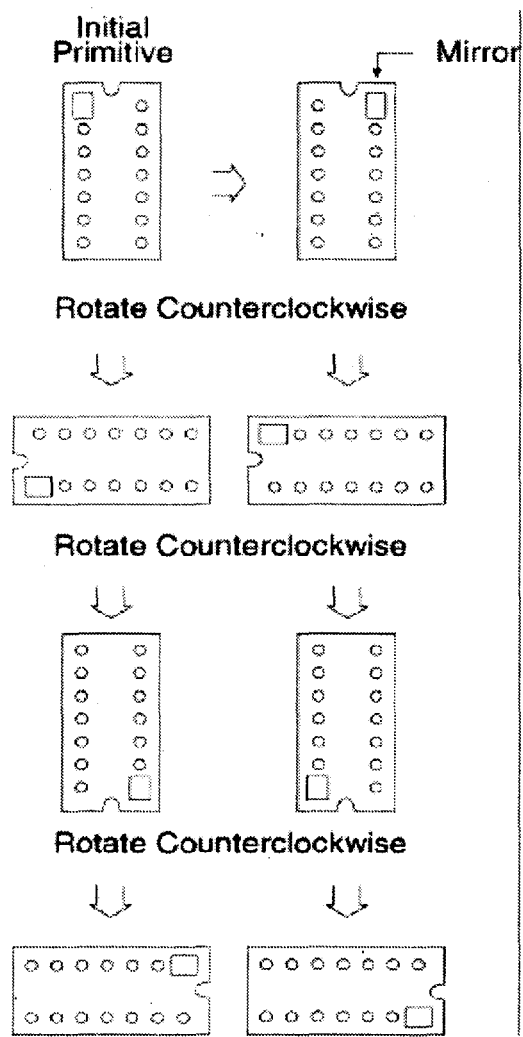 Initial
Primitive
Mirror
Rotate Counterclockwise
Rotate Counterclockwise
Rotate Counterclockwise